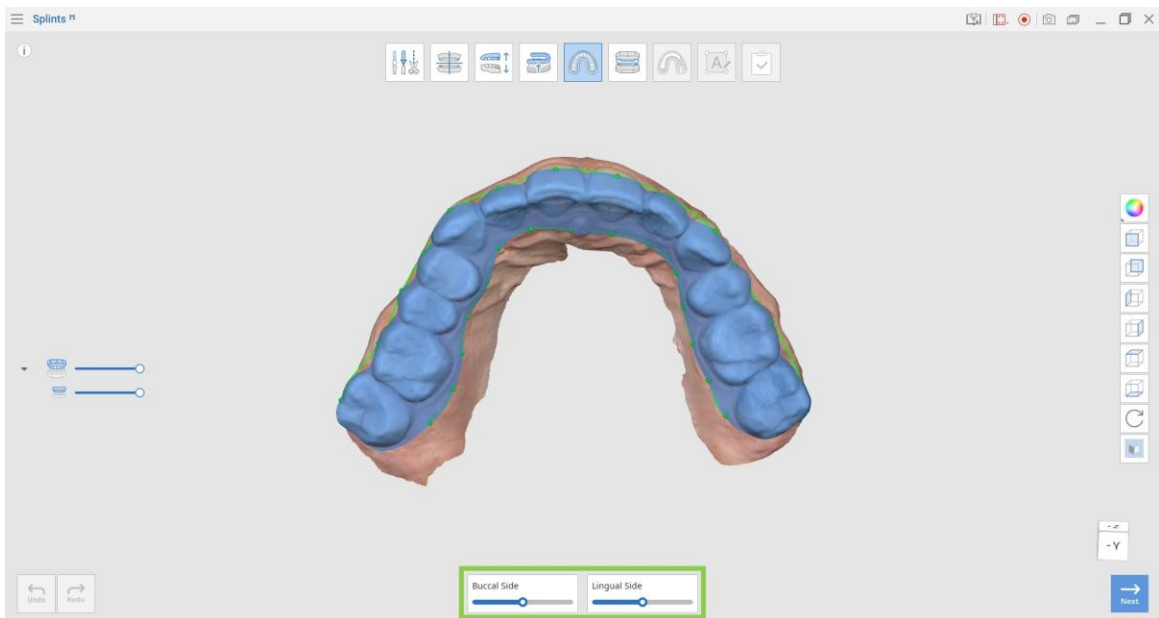 Splints
Buccal Side
Lingual Side
Undo
Redo
Next
- Z
- Y